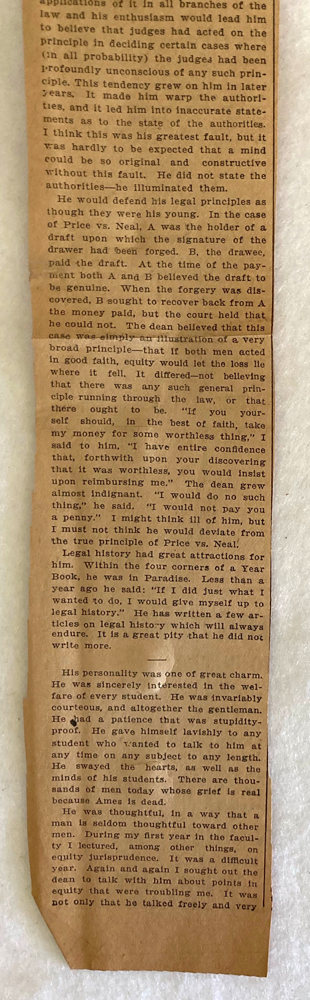 applications of it in all branches of the
law and his enthusiasm would lead him
to believe that judges had acted on the
principle in deciding certain cases where
(in all probability) the judges had been
profoundly unconscious of any such prin-
ciple. This tendency grew on him in later
years. It made him warp the authori-
ties, and it led him into inaccurate state-
ments as to the state of the authorities.
I think this was his greatest fault, but it
was hardly to be expected that a mind
could be so original and constructive
without this fault. He did not state the
authorities—he illuminated them.
He would defend his legal principles as
though they were his young. In the case
of Price vs. Neal, A was the holder of a
draft upon which the signature of the
drawer had been forged. B, the drawee,
paid the draft. At the time of the pay-
ment both A and B believed the draft to
be genuine. When the forgery was dis-
covered, B sought to recover back from A
the money paid, but the court held that
he could not. The dean believed that this
case was simply an illustration of a very
broad principle—that if both men acted
in good faith, equity would let the loss lie
where it fell. I differed—not believing
that there was any such general prin-
ciple running through the law, or that
there ought to be. "If you your-
self should, in the best of faith, take
my money for some worthless thing," I
said to him, "I have entire confidence
that, forthwith upon your discovering
that it was worthless, you would insist
upon reimbursing me." The dean grew
almost indignant. "I would do no such
thing," he said. "I would not pay you
a penny." I might think ill of him, but
I must not think he would deviate from
the true principle of Price vs. Neal.
Legal history had great attractions for
him. Within the four corners of a Year
Book, he was in Paradise. Less than a
year ago he said: "If I did just what I
wanted to do, I would give myself up to
legal history." He has written a few ar-
ticles on legal history which will always
endure. It is a great pity that he did not
write more.
His personality was one of great charm.
He was sincerely interested in the wel-
fare of every student. He was invariably
courteous, and altogether the gentleman.
He had a patience that was stupidity-
proof. He gave himself lavishly to any
student who wanted to talk to him at
any time on any subject to any length.
He swayed the hearts, as well as the
minds of his students. There are thou-
sands of men today whose grief is real
because Ames is dead.
He was thoughtful, in a way that a
man is seldom thoughtful toward other
men. During my first year in the facul-
ty I lectured, among other things, on
equity jurisprudence. It was a difficult
year. Again and again I sought out the
dean to talk with him about points in
equity that were troubling me. It was
not only that he talked freely and very